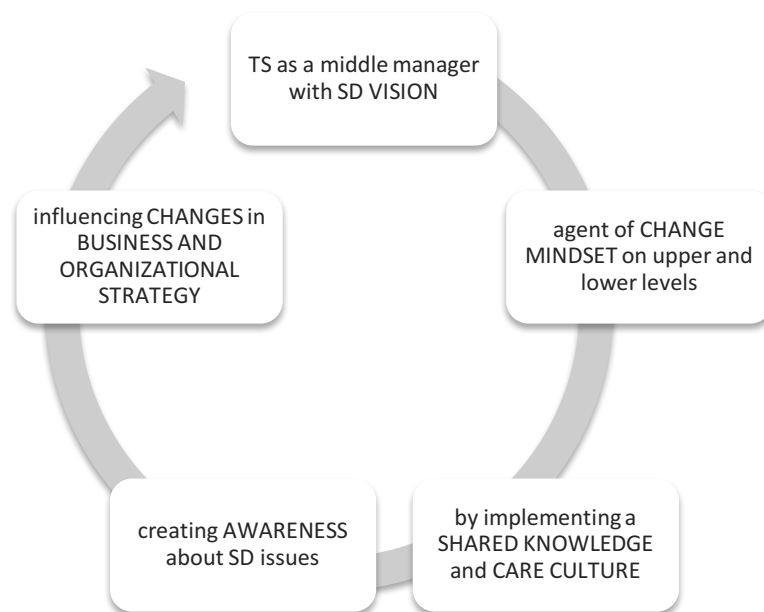 TS as a middle manager
with SD VISION
agent of CHANGE
MINDSET on upper and
lower levels
by implementing a
SHARED KNOWLEDGE
and CARE CULTURE
creating AWARENESS
about SD issues
influencing CHANGES in
BUSINESS AND
ORGANIZATIONAL
STRATEGY